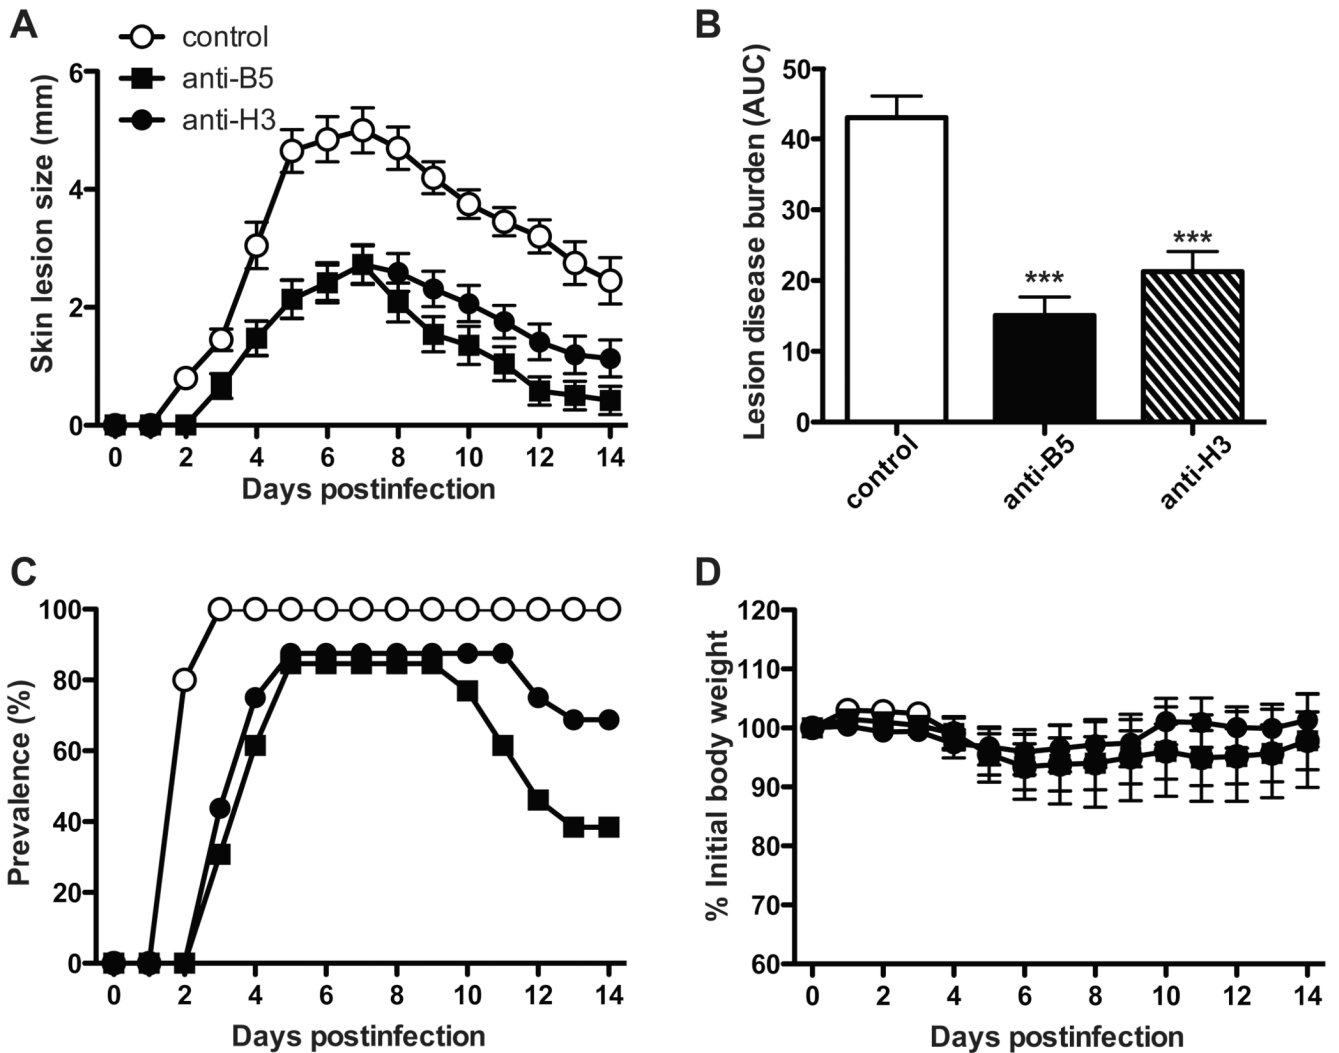 A
control
anti-B5
anti-H3
6
4
2
0
Skin lesion size (mm)
0 2 4 6 8 10 12 14
Days postinfection
B
50
40
30
20
10
0
Lesion disease burden (AUC)
***
***
control
anti-B5
anti-H3
C
100
80
60
40
20
0
Prevalence (%)
0 2 4 6 8 10 12 14
Days postinfection
D
120
110
100
90
80
70
60
% Initial body weight
0 2 4 6 8 10 12 14
Days postinfection